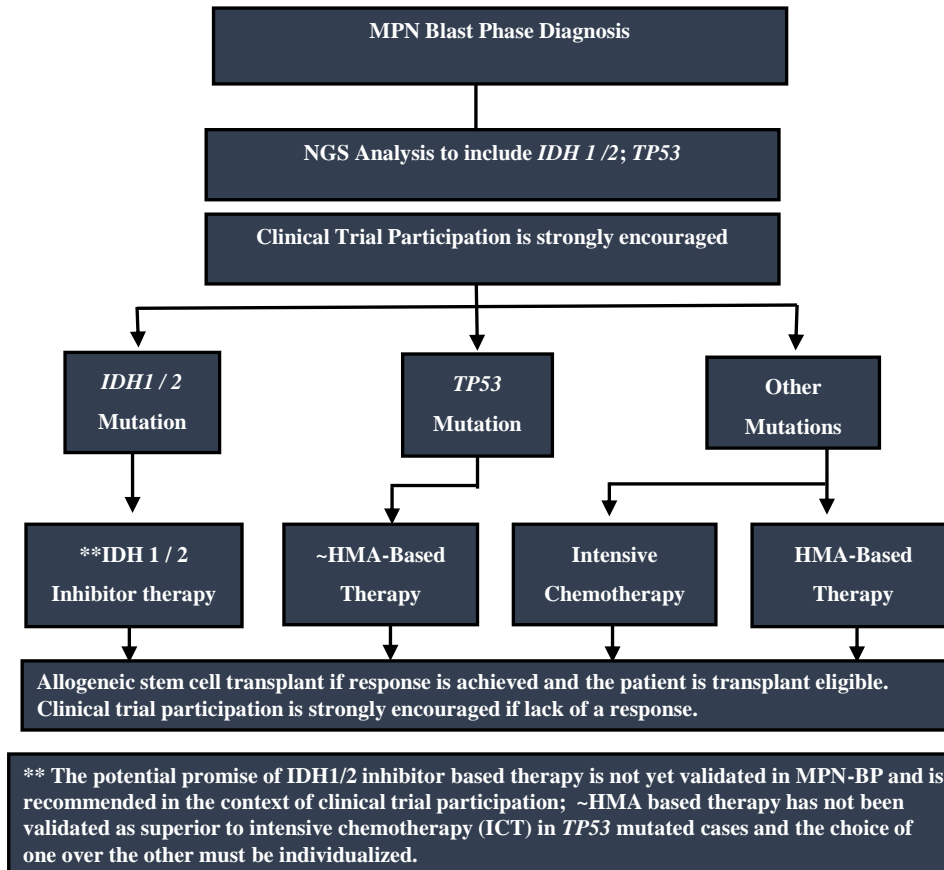 MPN Blast Phase Diagnosis
NGS Analysis to include IDH 1 /2; TP53
Clinical Trial Participation is strongly encouraged
IDH1 / 2
Mutation
TP53
Mutation
Other
Mutations
**IDH 1 / 2
Inhibitor therapy
~HMA-Based
Therapy
Intensive
Chemotherapy
HMA-Based
Therapy
Allogeneic stem cell transplant if response is achieved and the patient is transplant eligible.
Clinical trial participation is strongly encouraged if lack of a response.
** The potential promise of IDH1/2 inhibitor based therapy is not yet validated in MPN-BP and is
recommended in the context of clinical trial participation; ~HMA based therapy has not been
validated as superior to intensive chemotherapy (ICT) in TP53 mutated cases and the choice of
one over the other must be individualized.